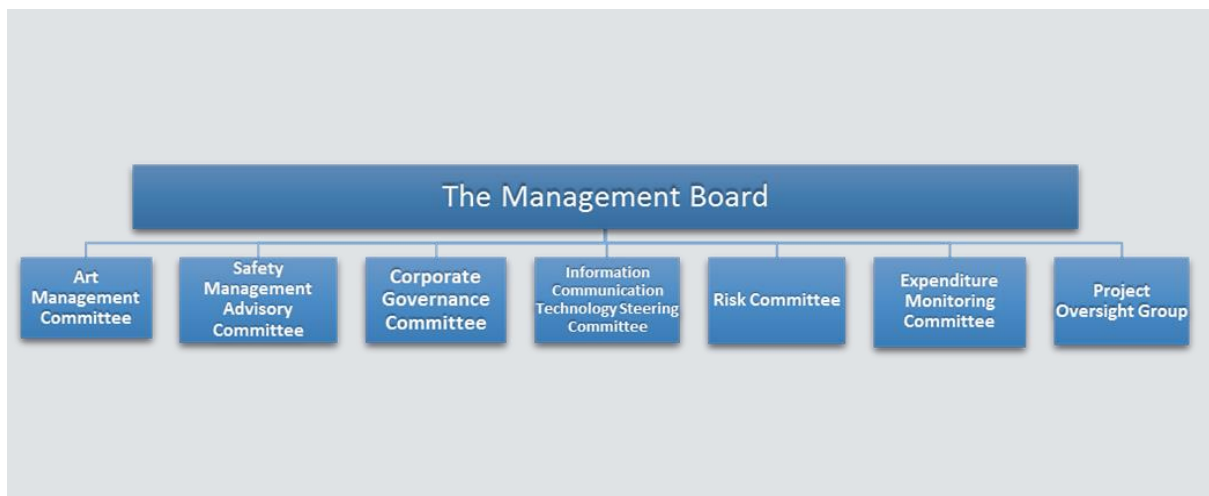 The Management Board
Art
Management
Committee
Safety
Management
Advisory
Committee
Corporate
Governance
Committee
Information
Communication
Technology Steering
Committee
Risk Committee
Expenditure
Monitoring
Committee
Project
Oversight Group